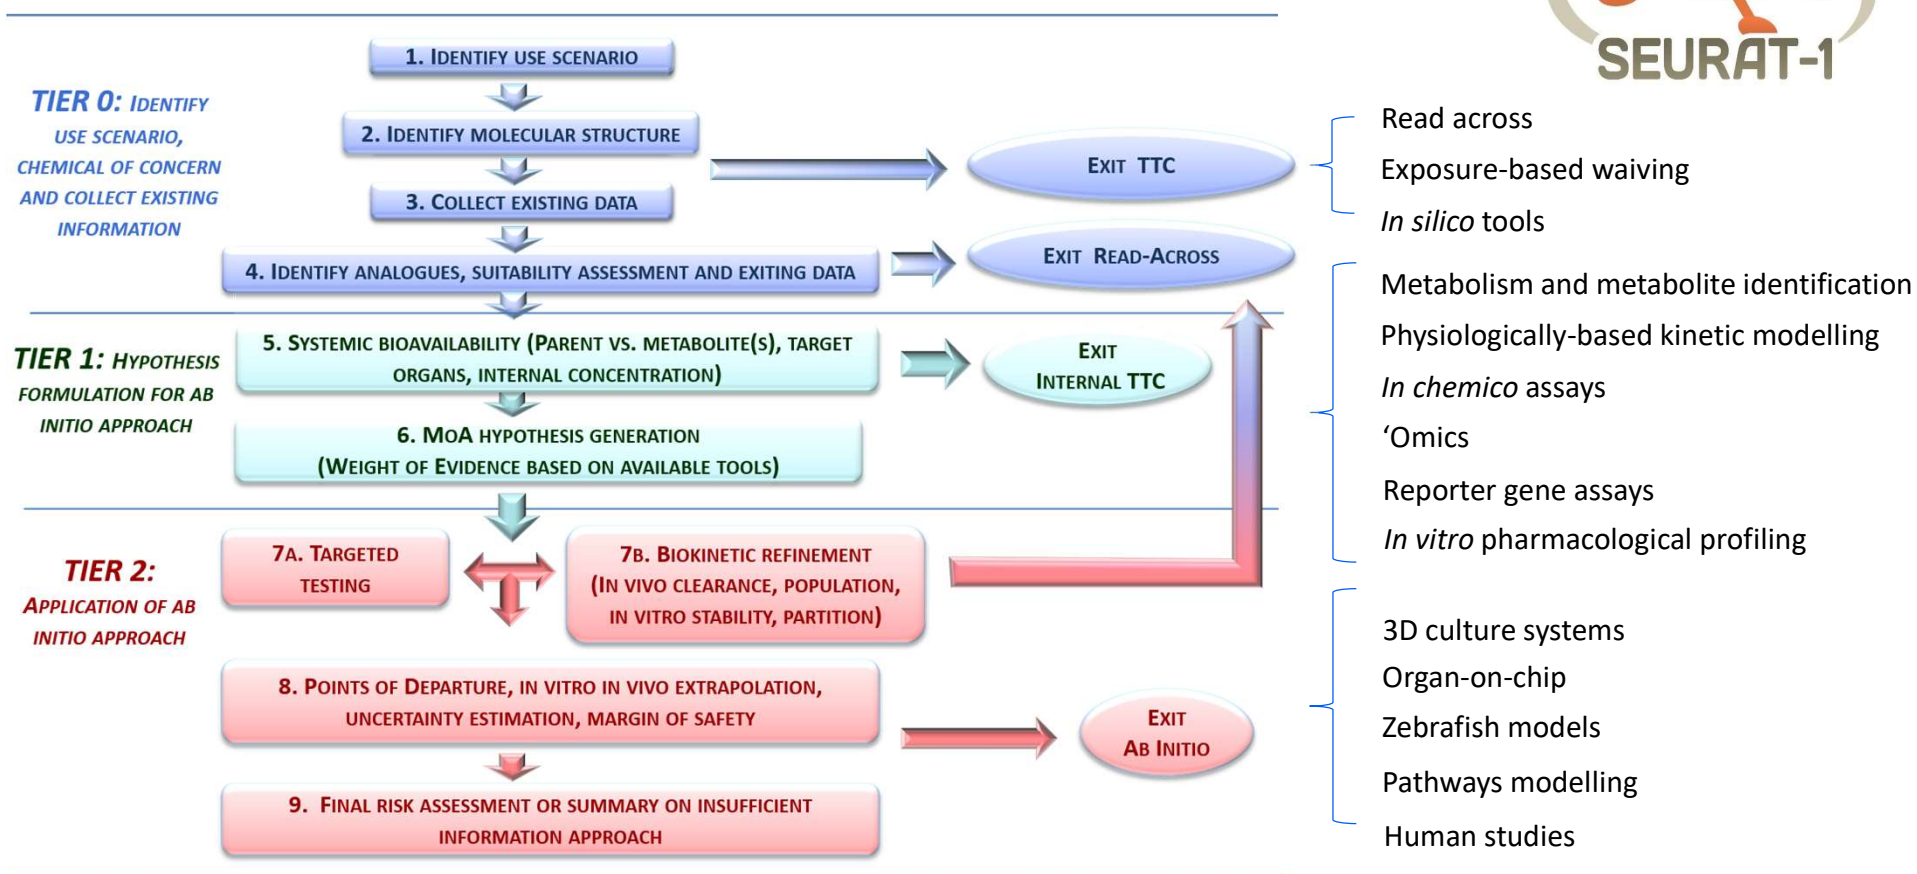 SEURAT-1
TIER 0: IDENTIFY
USE SCENARIO,
CHEMICAL OF CONCERN
AND COLLECT EXISTING
INFORMATION
1. IDENTIFY USE SCENARIO
2. IDENTIFY MOLECULAR STRUCTURE
3. COLLECT EXISTING DATA
4. IDENTIFY ANALOGUES, SUITABILITY ASSESSMENT AND EXITING DATA
EXIT TTC
EXIT READ-ACROSS
Read across
Exposure-based waiving
In silico tools
TIER 1: HYPOTHESIS
FORMULATION FOR AB
INITIO APPROACH
5. SYSTEMIC BIOAVAILABILITY (PARENT VS. METABOLITE(S), TARGET
ORGANS, INTERNAL CONCENTRATION)
6. MOA HYPOTHESIS GENERATION
(WEIGHT OF EVIDENCE BASED ON AVAILABLE TOOLS)
EXIT
INTERNAL TTC
Metabolism and metabolite identification
Physiologically-based kinetic modelling
In chemico assays
‘Omics
Reporter gene assays
In vitro pharmacological profiling
TIER 2:
APPLICATION OF AB
INITIO APPROACH
7A. TARGETED
TESTING
7B. BIOKINETIC REFINEMENT
(IN VIVO CLEARANCE, POPULATION,
IN VITRO STABILITY, PARTITION)
8. POINTS OF DEPARTURE, IN VITRO IN VIVO EXTRAPOLATION,
UNCERTAINTY ESTIMATION, MARGIN OF SAFETY
9. FINAL RISK ASSESSMENT OR SUMMARY ON INSUFFICIENT
INFORMATION APPROACH
EXIT
AB INITIO
3D culture systems
Organ-on-chip
Zebrafish models
Pathways modelling
Human studies